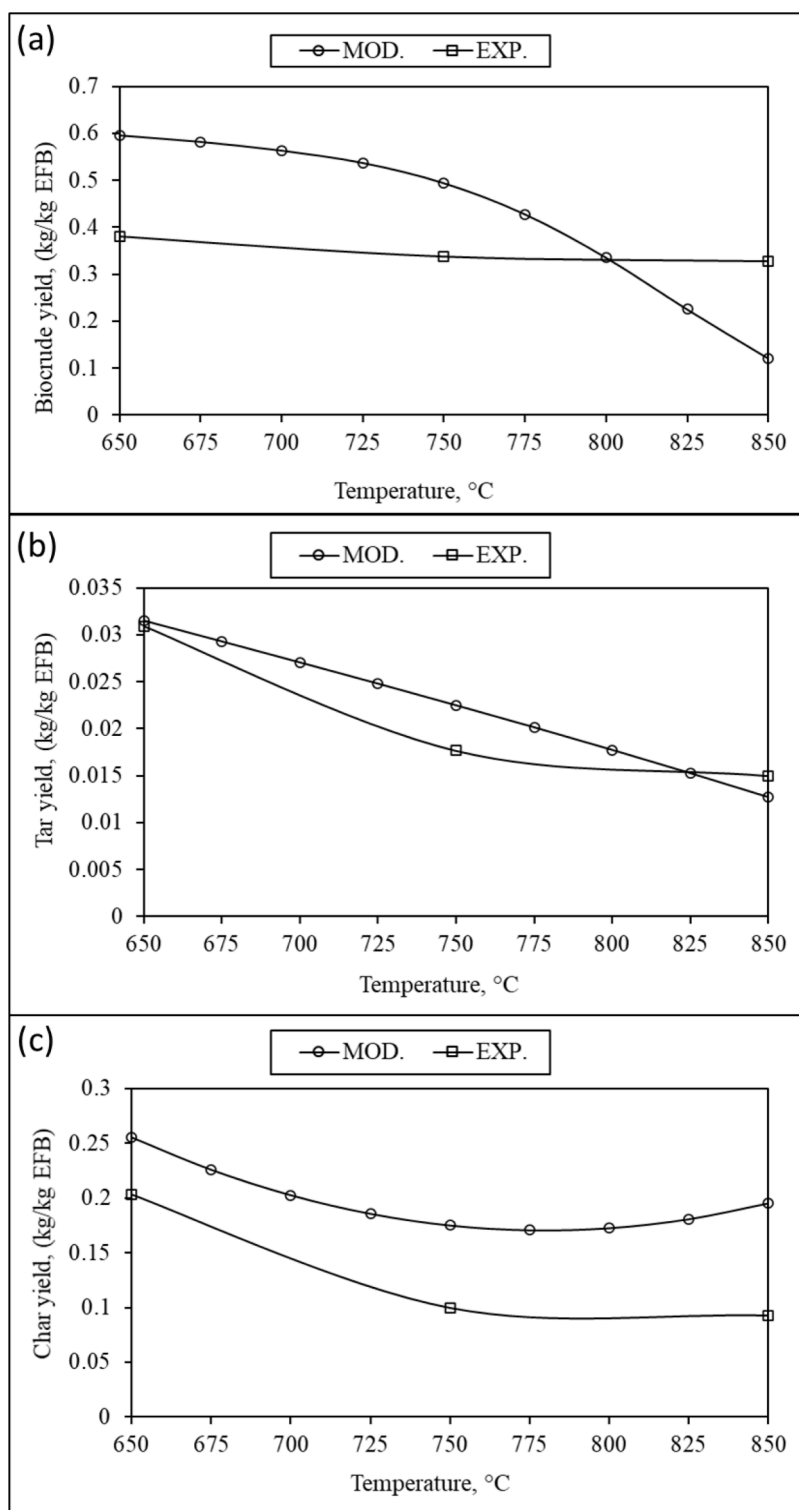 (a)
MOD. EXP.
0.7
0.6
0.5
0.4
0.3
0.2
0.1
0
Biocrude yield, (kg/kg EFB)
650 675 700 725 750 775 800 825 850
Temperature, °C
(b)
MOD. EXP.
0.035
0.03
0.025
0.02
0.015
0.01
0.005
0
Tar yield, (kg/kg EFB)
650 675 700 725 750 775 800 825 850
Temperature, °C
(c)
MOD. EXP.
0.3
0.25
0.2
0.15
0.1
0.05
0
Char yield, (kg/kg EFB)
650 675 700 725 750 775 800 825 850
Temperature, °C